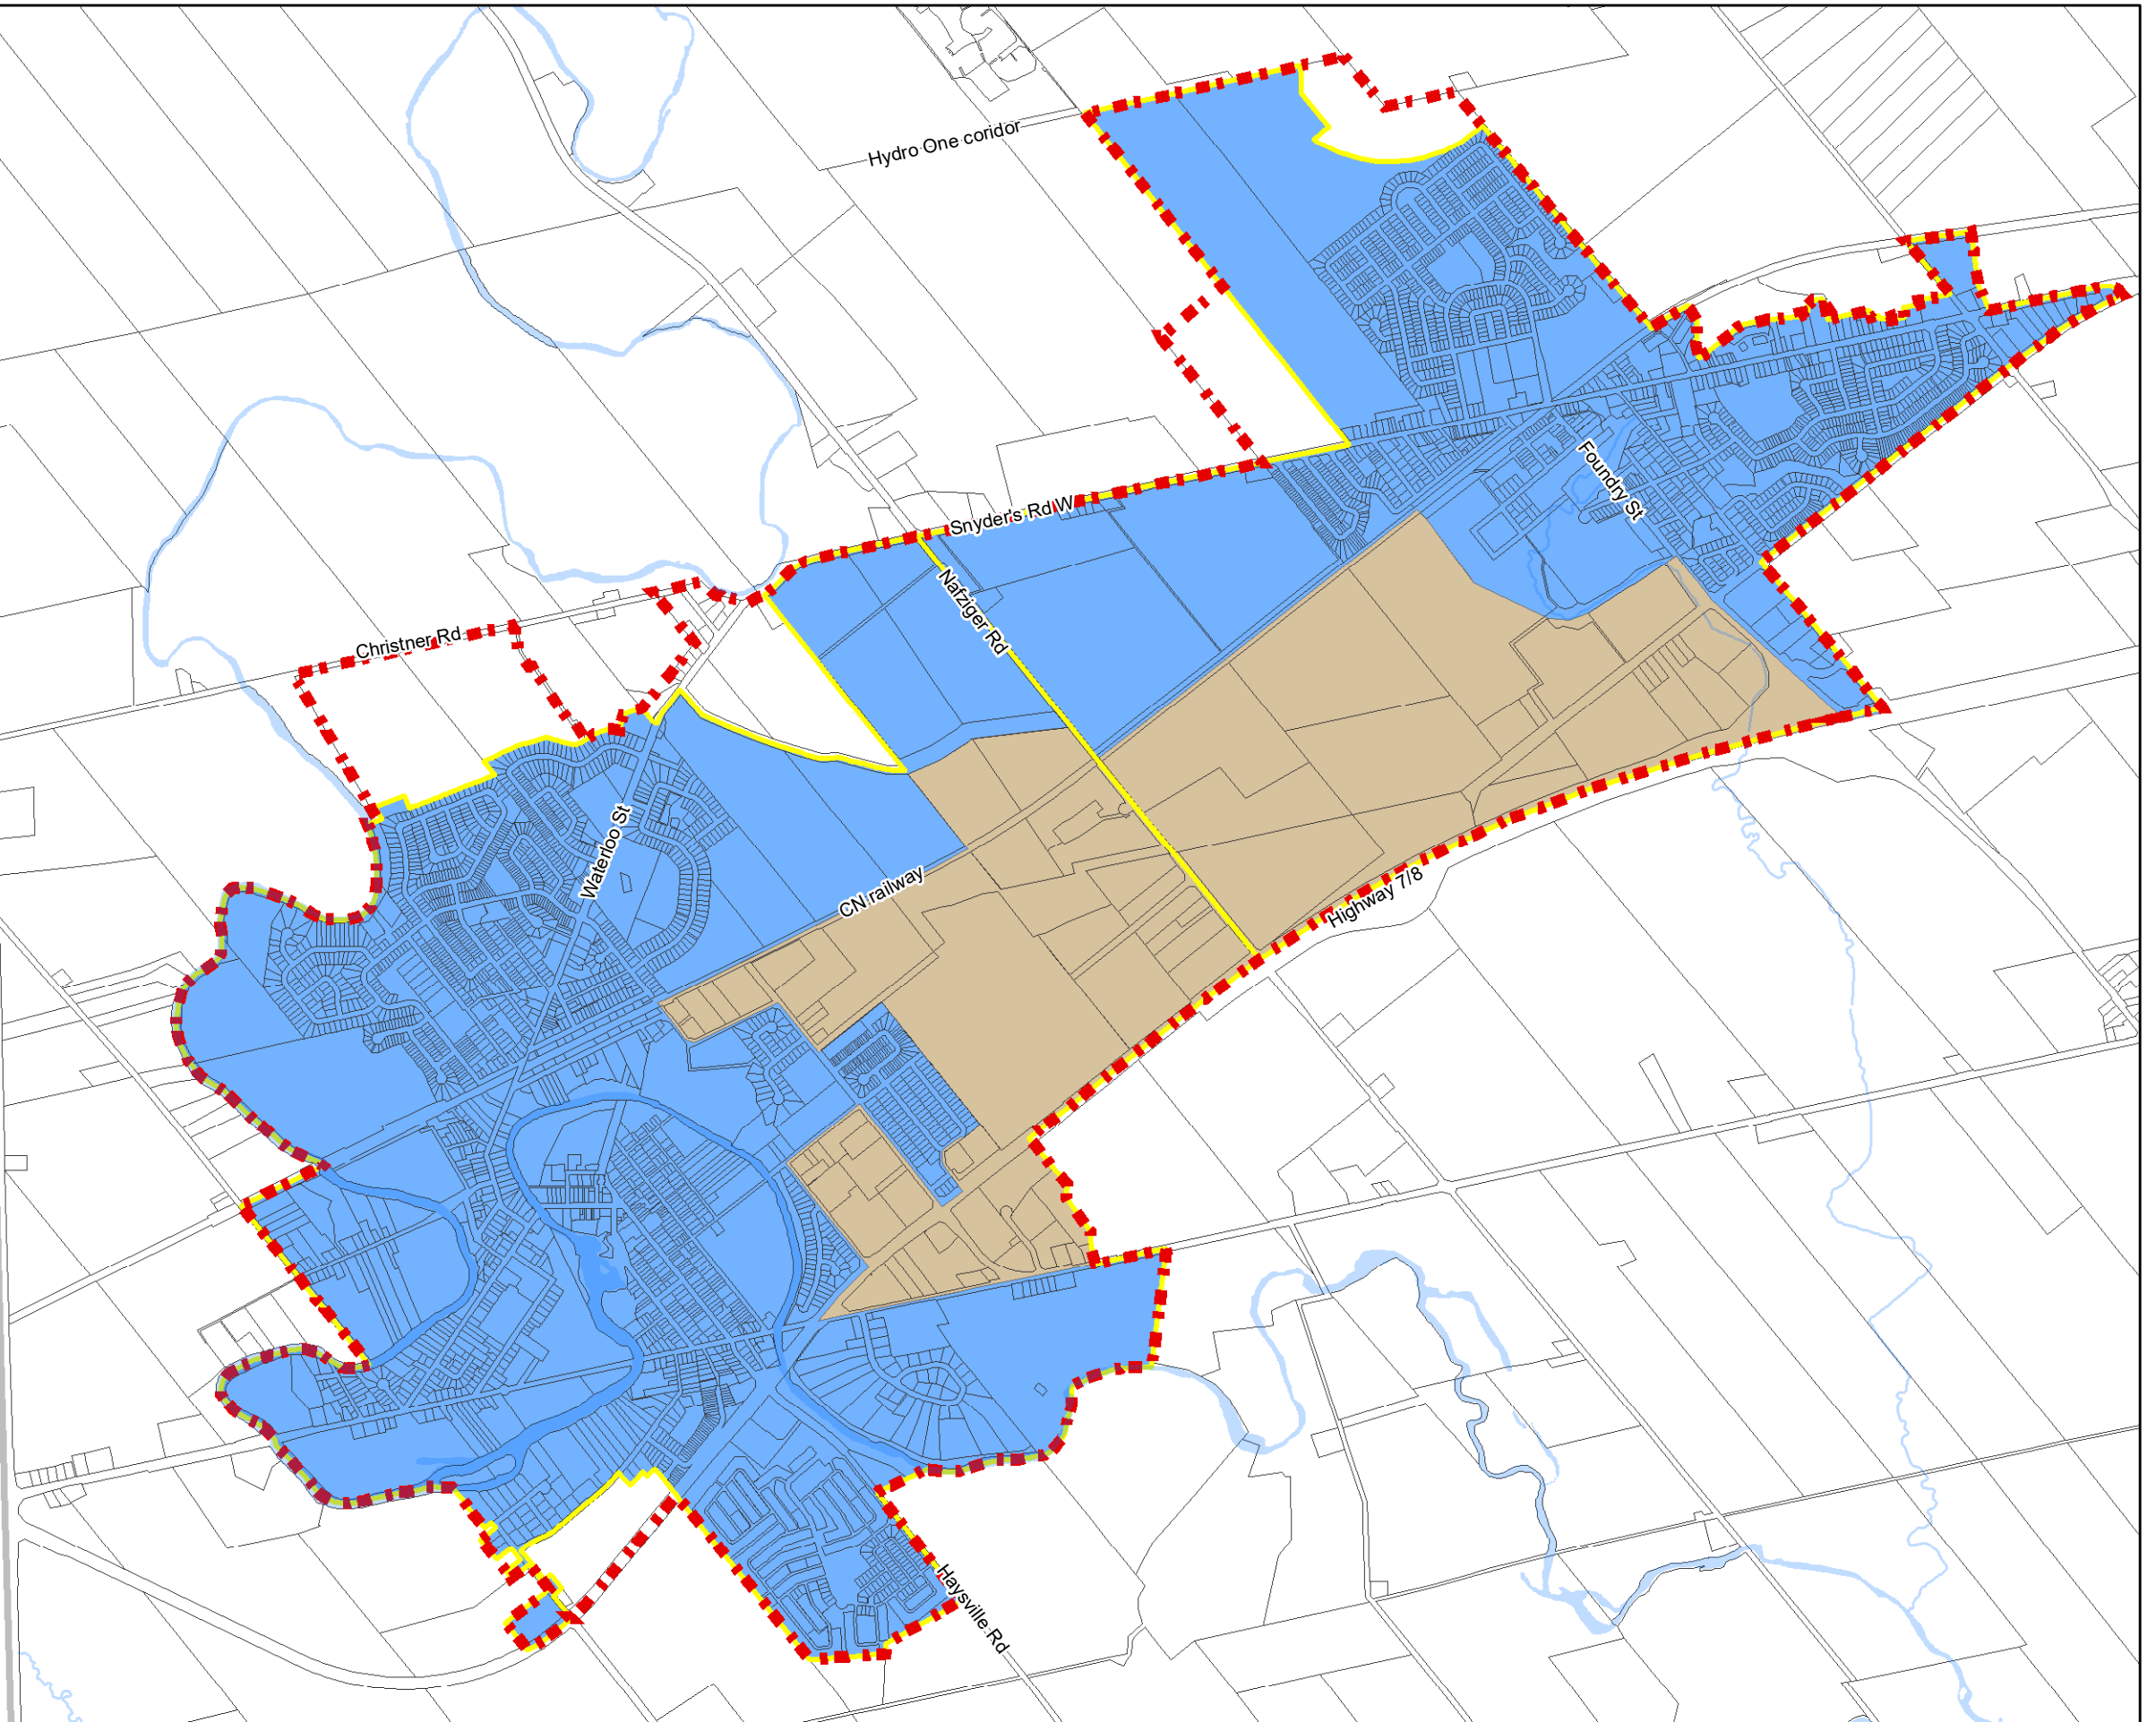 Hydro One coridor
Foundry St
Snyder's Rd W
Nafziger Rd
Christner Rd
Waterloo St
CN railway
Highway 7/8
Haysville Rd